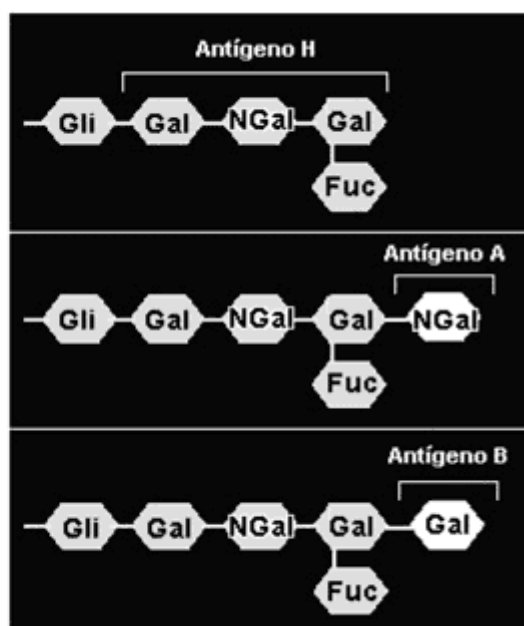 Antígeno H
Gli Gal NGal Gal
Fuc
Antígeno A
Gli Gal NGal Gal NGal
Fuc
Antígeno B
Gli Gal NGal Gal Gal
Fuc